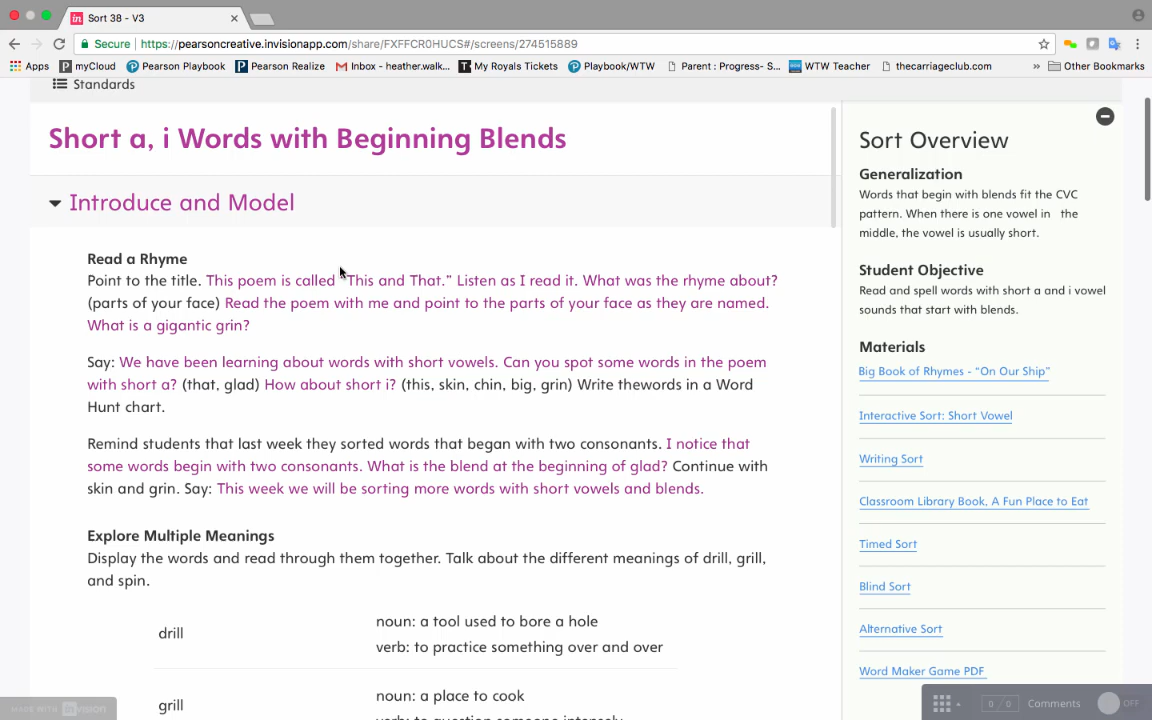 Sort 38 - V3
Secure https://pearsoncreative.invisionapp.com/share/FXFFCR0HUCS#/screens/274515889
Apps myCloud Pearson Playbook Pearson Realize Inbox - heather.walk... My Royals Tickets Playbook/WTW Parent : Progress- S... WTW Teacher thecarriageclub.com » Other Bookmarks
Standards
Short a, i Words with Beginning Blends
Introduce and Model
Read a Rhyme
Point to the title. This poem is called "This and That." Listen as I read it. What was the rhyme about?
(parts of your face) Read the poem with me and point to the parts of your face as they are named.
What is a gigantic grin?
Say: We have been learning about words with short vowels. Can you spot some words in the poem
with short a? (that, glad) How about short i? (this, skin, chin, big, grin) Write thewords in a Word
Hunt chart.
Remind students that last week they sorted words that began with two consonants. I notice that
some words begin with two consonants. What is the blend at the beginning of glad? Continue with
skin and grin. Say: This week we will be sorting more words with short vowels and blends.
Explore Multiple Meanings
Display the words and read through them together. Talk about the different meanings of drill, grill,
and spin.
drill
noun: a tool used to bore a hole
verb: to practice something over and over
grill
noun: a place to cook
verb: to question someone intensely
Sort Overview
Generalization
Words that begin with blends fit the CVC
pattern. When there is one vowel in the
middle, the vowel is usually short.
Student Objective
Read and spell words with short a and i vowel
sounds that start with blends.
Materials
Big Book of Rhymes - "On Our Ship"
Interactive Sort: Short Vowel
Writing Sort
Classroom Library Book, A Fun Place to Eat
Timed Sort
Blind Sort
Alternative Sort
Word Maker Game PDF
MADE WITH invision
0 / 0 Comments OFF